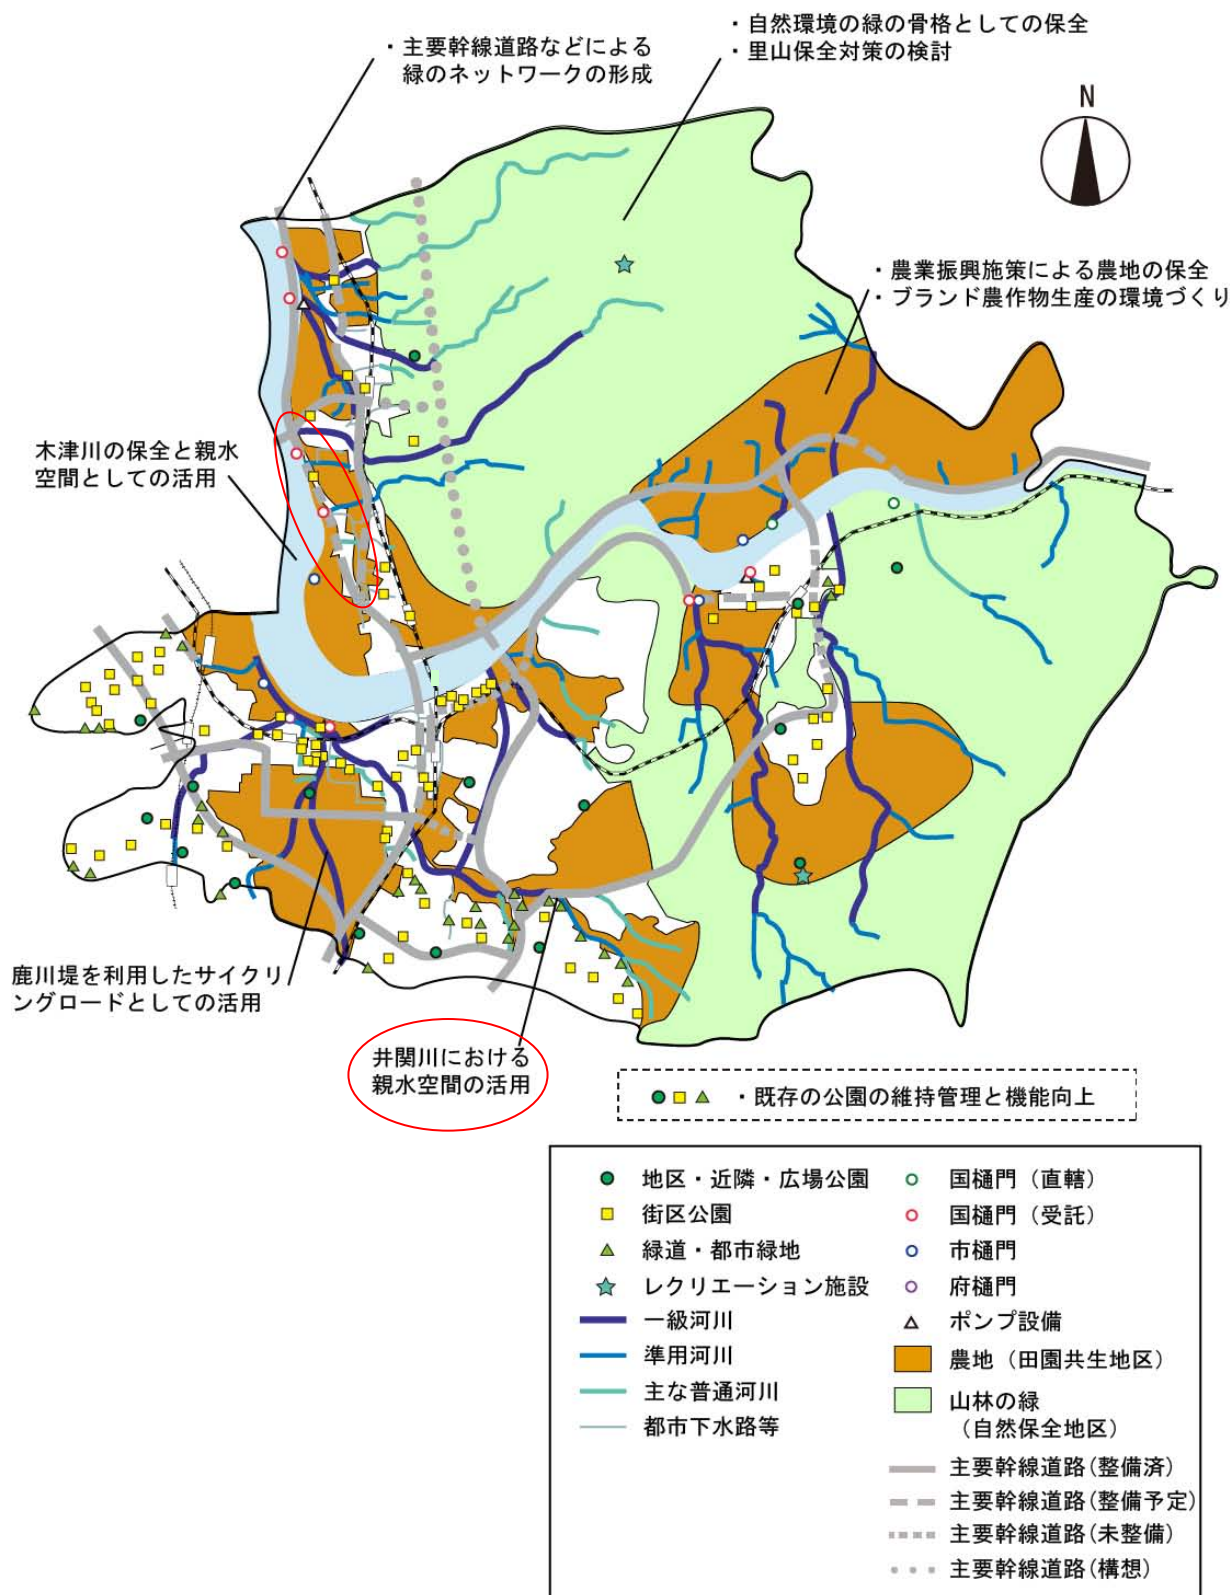 ・自然環境の緑の骨格としての保全
・里山保全対策の検討
・主要幹線道路などによる
緑のネットワークの形成
N
・農業振興施策による農地の保全
・ブランド農作物生産の環境づくり
木津川の保全と親水
空間としての活用
鹿川堤を利用したサイクリ
ングロードとしての活用
井関川における
親水空間の活用
・既存の公園の維持管理と機能向上
地区・近隣・広場公園
街区公園
緑道・都市緑地
レクリエーション施設
一級河川
準用河川
主な普通河川
都市下水路等
国樋門（直轄）
国樋門（受託）
市樋門
府樋門
ポンプ設備
農地（田園共生地区）
山林の緑
（自然保全地区）
主要幹線道路(整備済)
主要幹線道路(整備予定)
主要幹線道路(未整備)
主要幹線道路(構想)